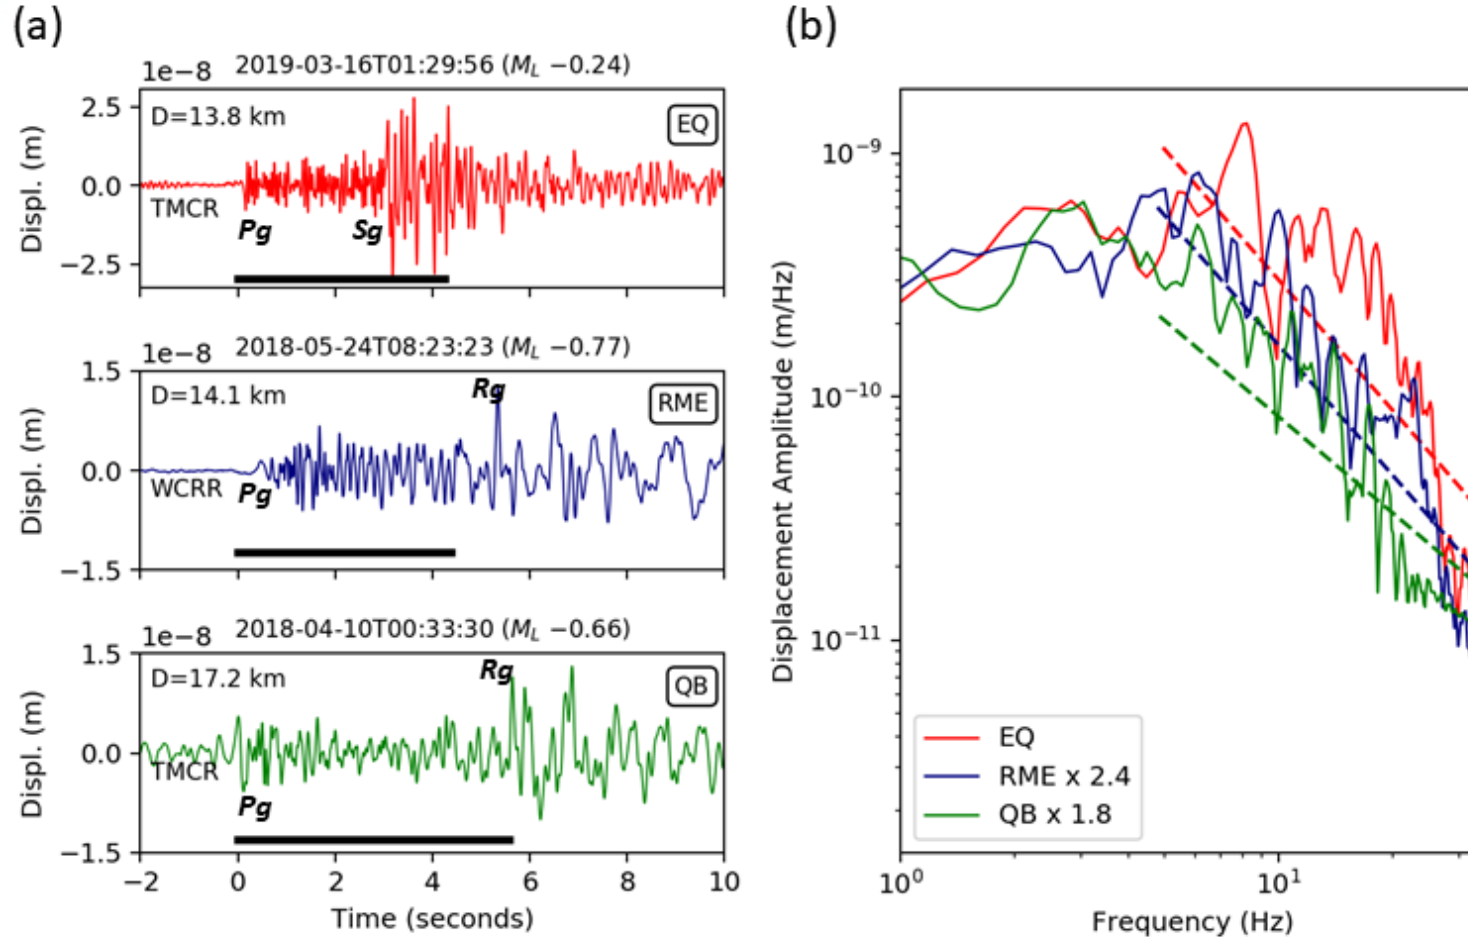 (a)
1e−8 2019-03-16T01:29:56 (ML −0.24)
2.5
D=13.8 km
EQ
Displ. (m)
0.0
TMCR
Pg
Sg
−2.5
1e−8 2018-05-24T08:23:23 (ML −0.77)
1.5
D=14.1 km
Rg
RME
Displ. (m)
0.0
WCRR
Pg
−1.5
1e−8 2018-04-10T00:33:30 (ML −0.66)
1.5
D=17.2 km
Rg
QB
Displ. (m)
0.0
TMCR
Pg
−1.5
−2 0 2 4 6 8 10
Time (seconds)
(b)
Displacement Amplitude (m/Hz)
10−9
10−10
10−11
EQ
RME x 2.4
QB x 1.8
100 101
Frequency (Hz)